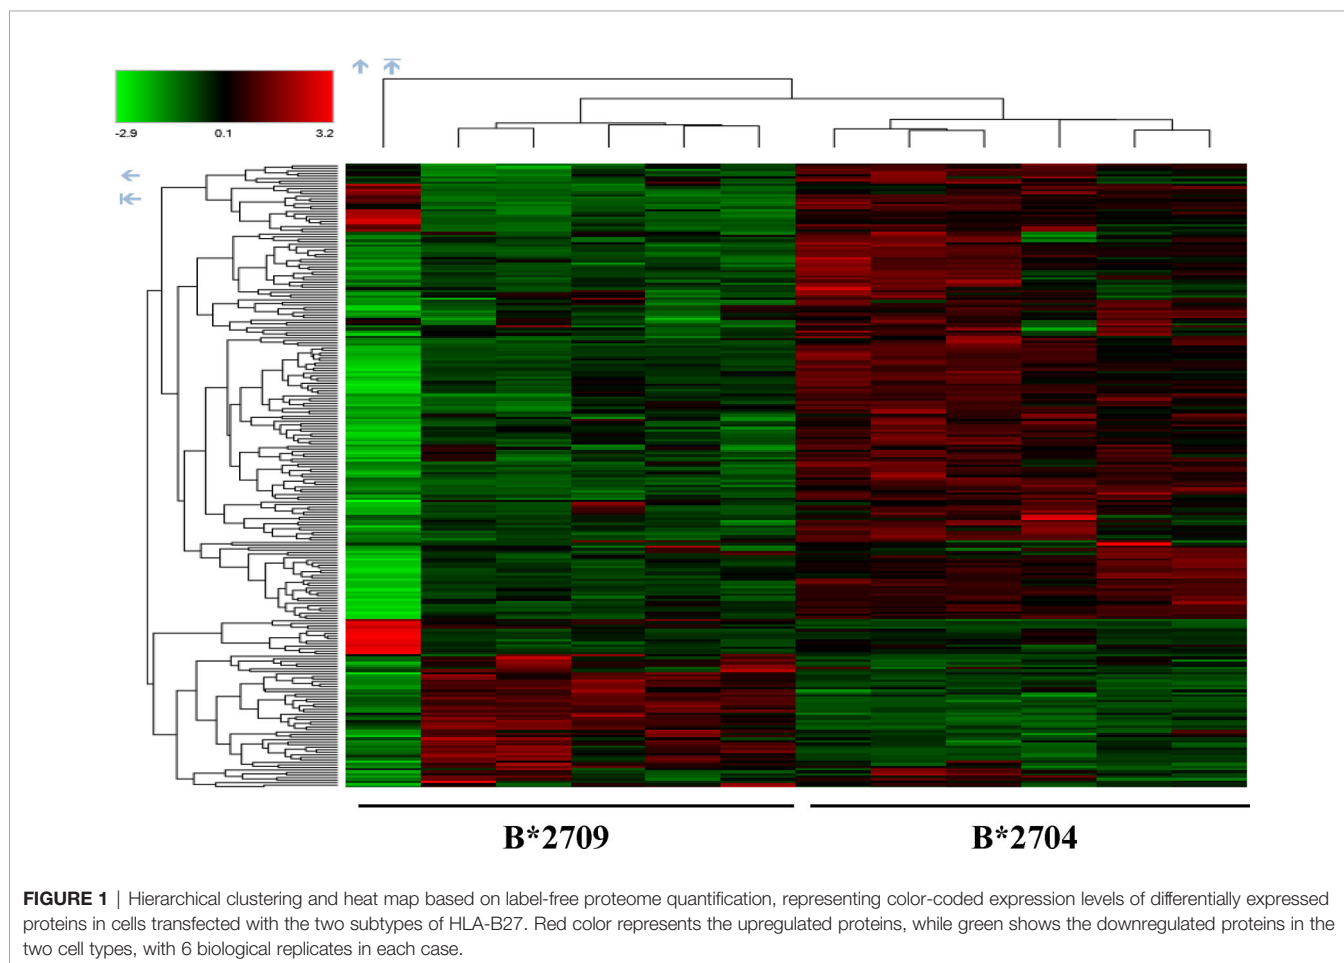 -2.9 0.1 3.2
B*2709 B*2704
FIGURE 1 | Hierarchical clustering and heat map based on label-free proteome quantification, representing color-coded expression levels of differentially expressed
proteins in cells transfected with the two subtypes of HLA-B27. Red color represents the upregulated proteins, while green shows the downregulated proteins in the
two cell types, with 6 biological replicates in each case.